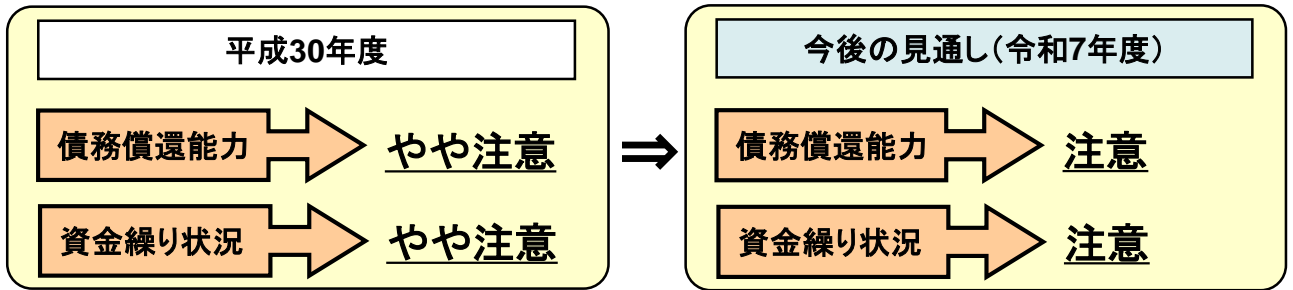 平成30年度
債務償還能力 やや注意
資金繰り状況 やや注意
⇒
今後の見通し（令和7年度）
債務償還能力 注意
資金繰り状況 注意